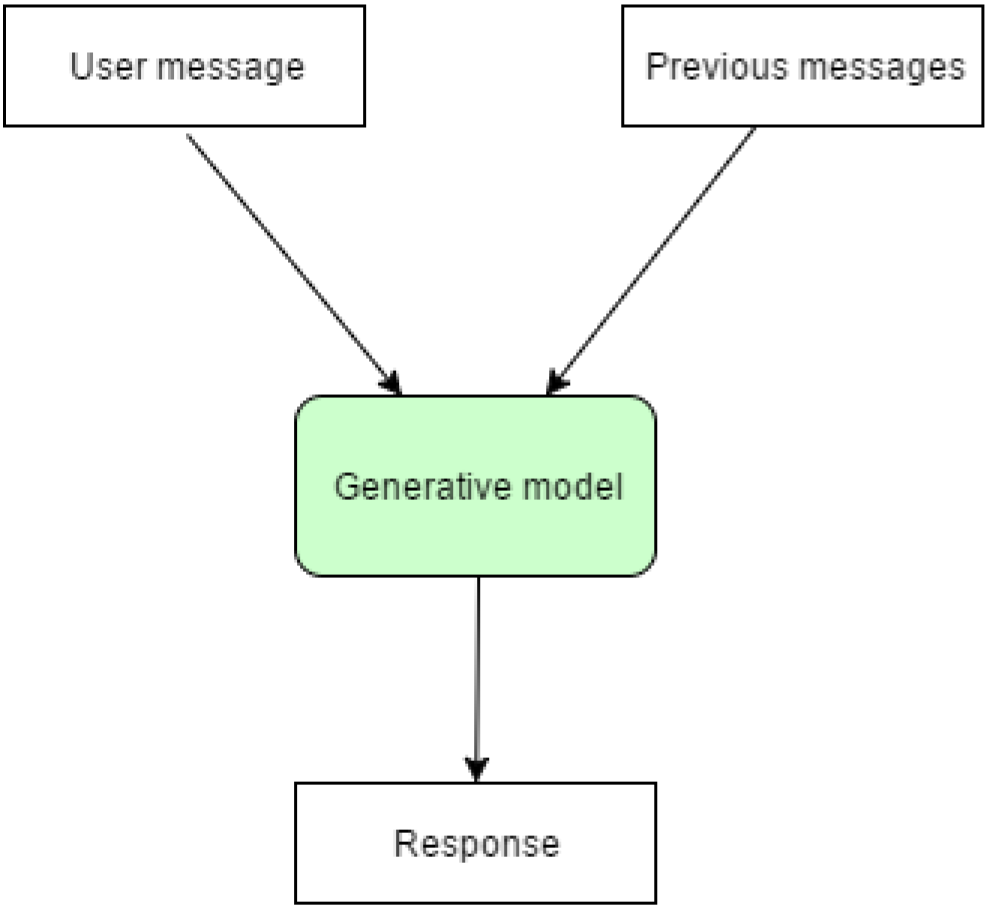 User message
Previous messages
Generative model
Response